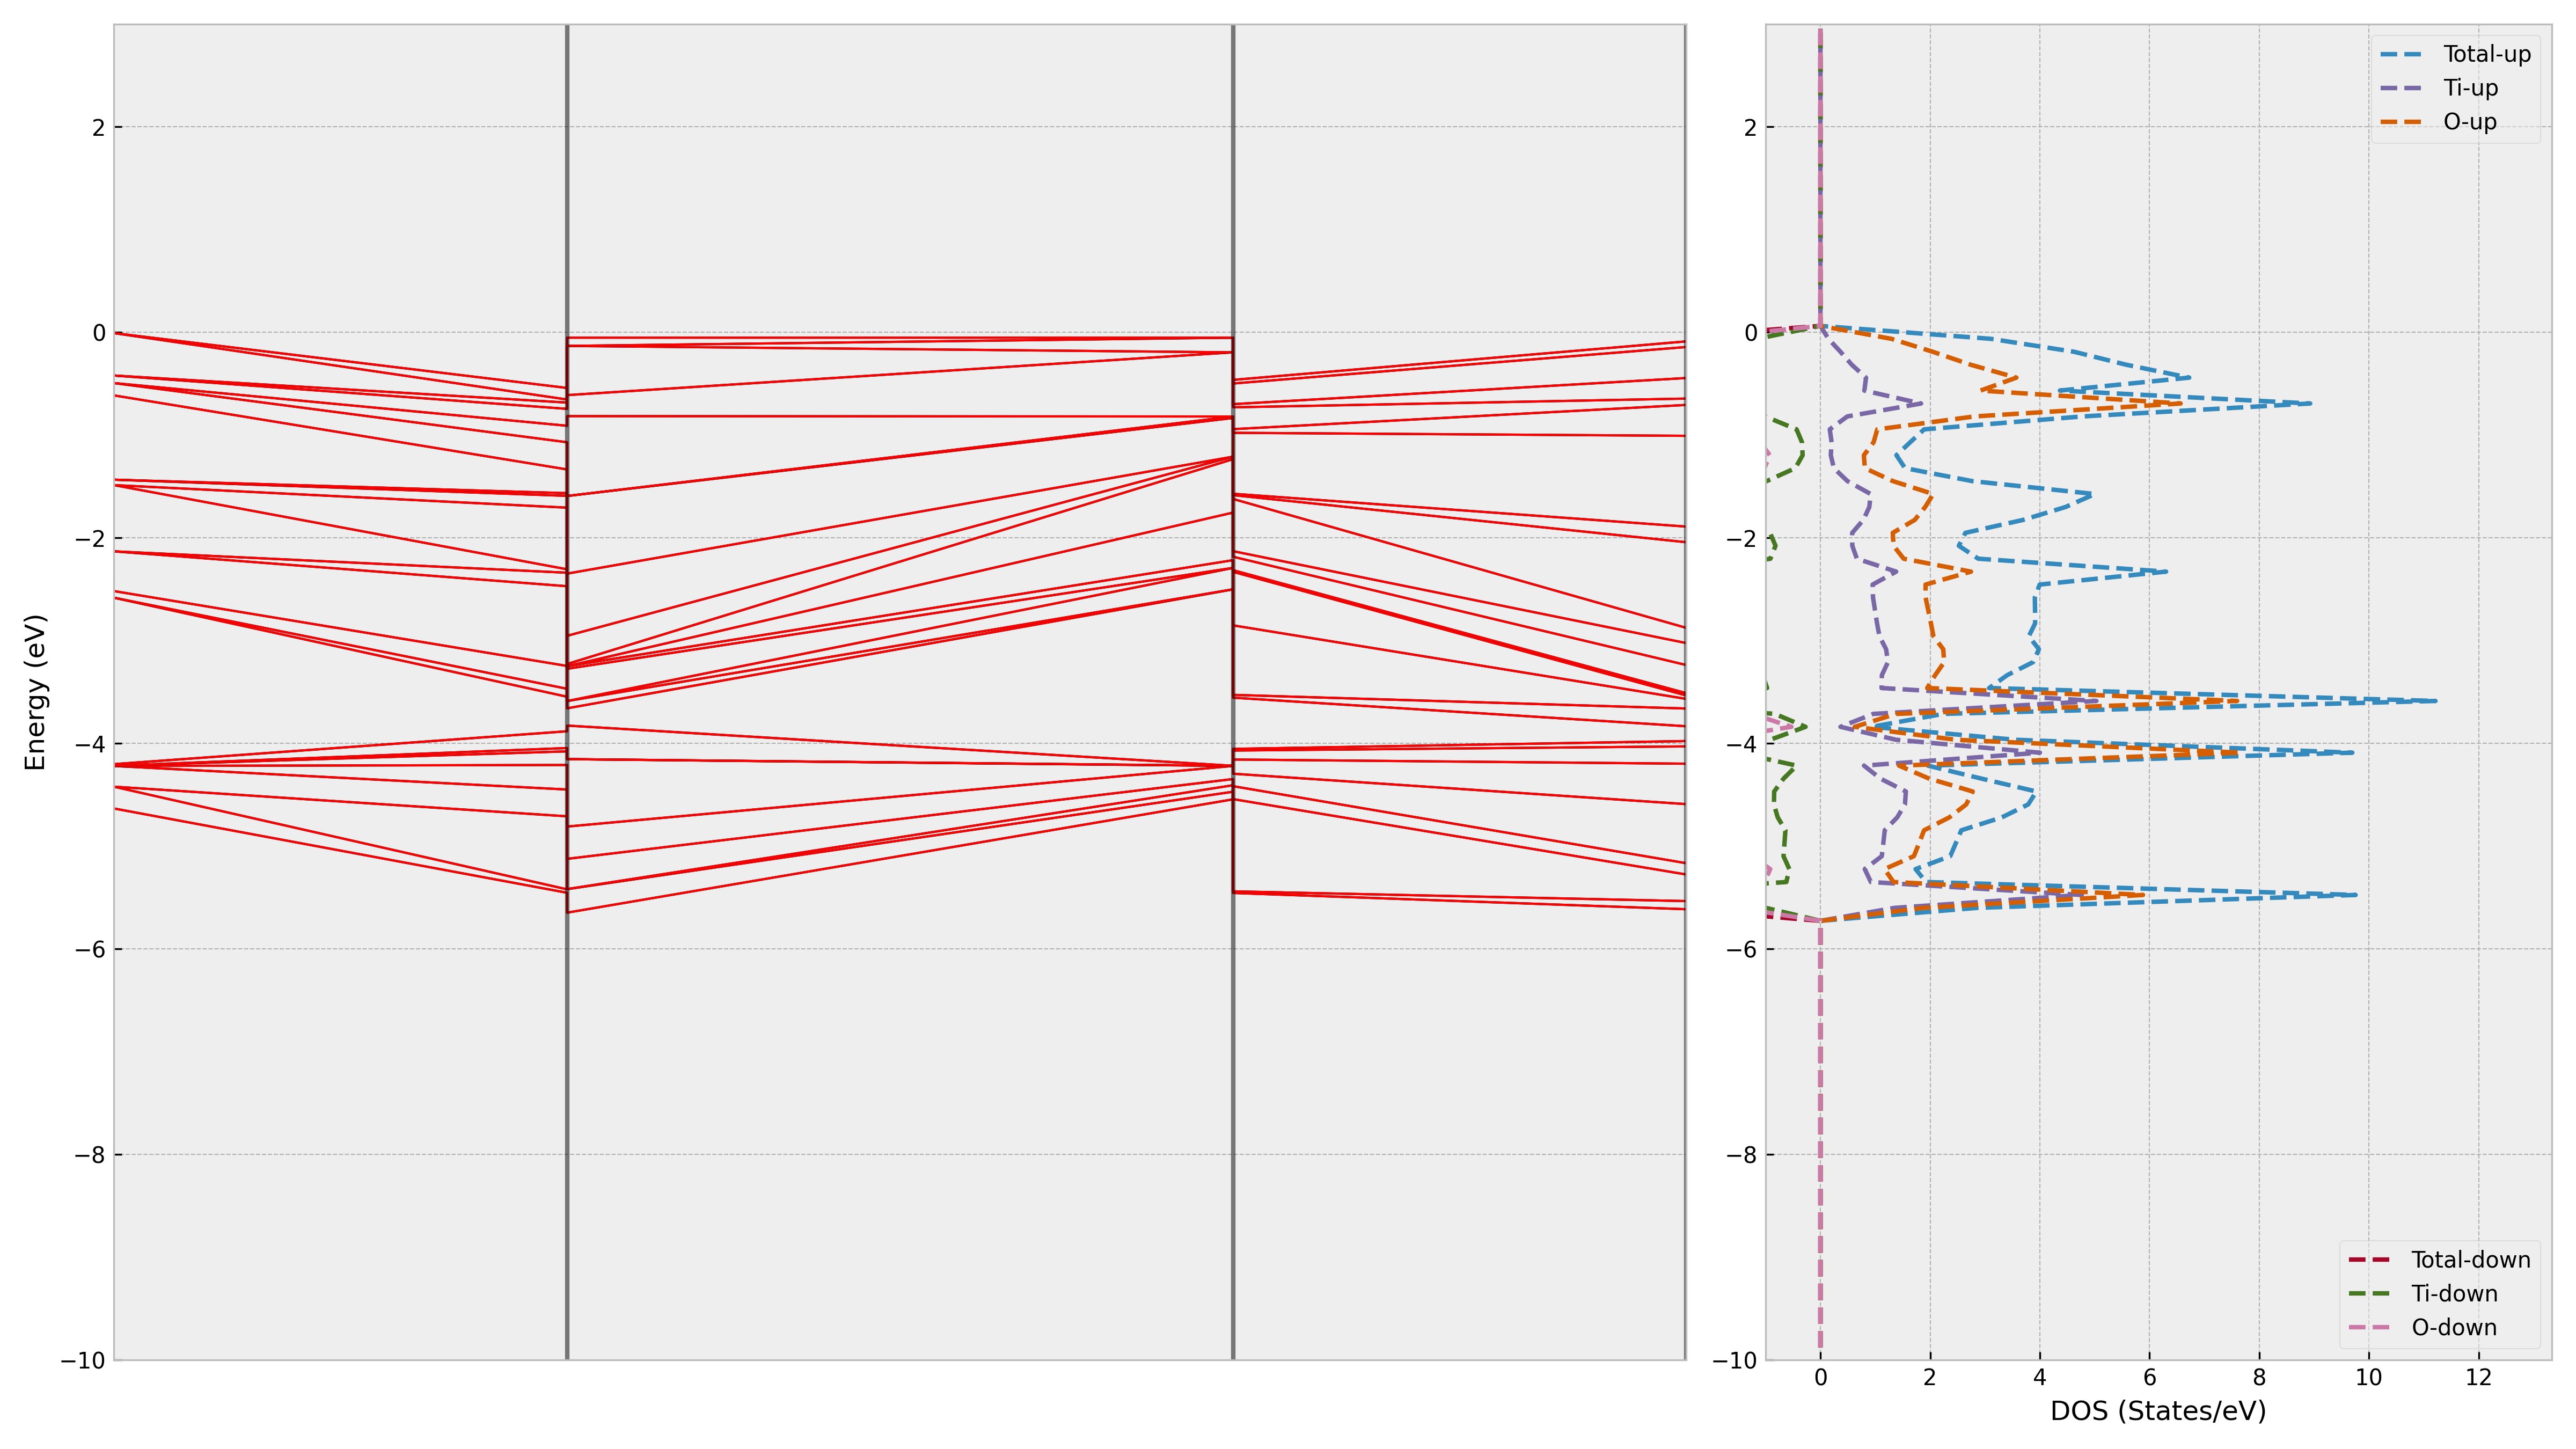 Energy (eV)
2
0
−2
−4
−6
−8
−10
2
0
−2
−4
−6
−8
−10
Total-up
Ti-up
O-up
Total-down
Ti-down
O-down
0 2 4 6 8 10 12
DOS (States/eV)